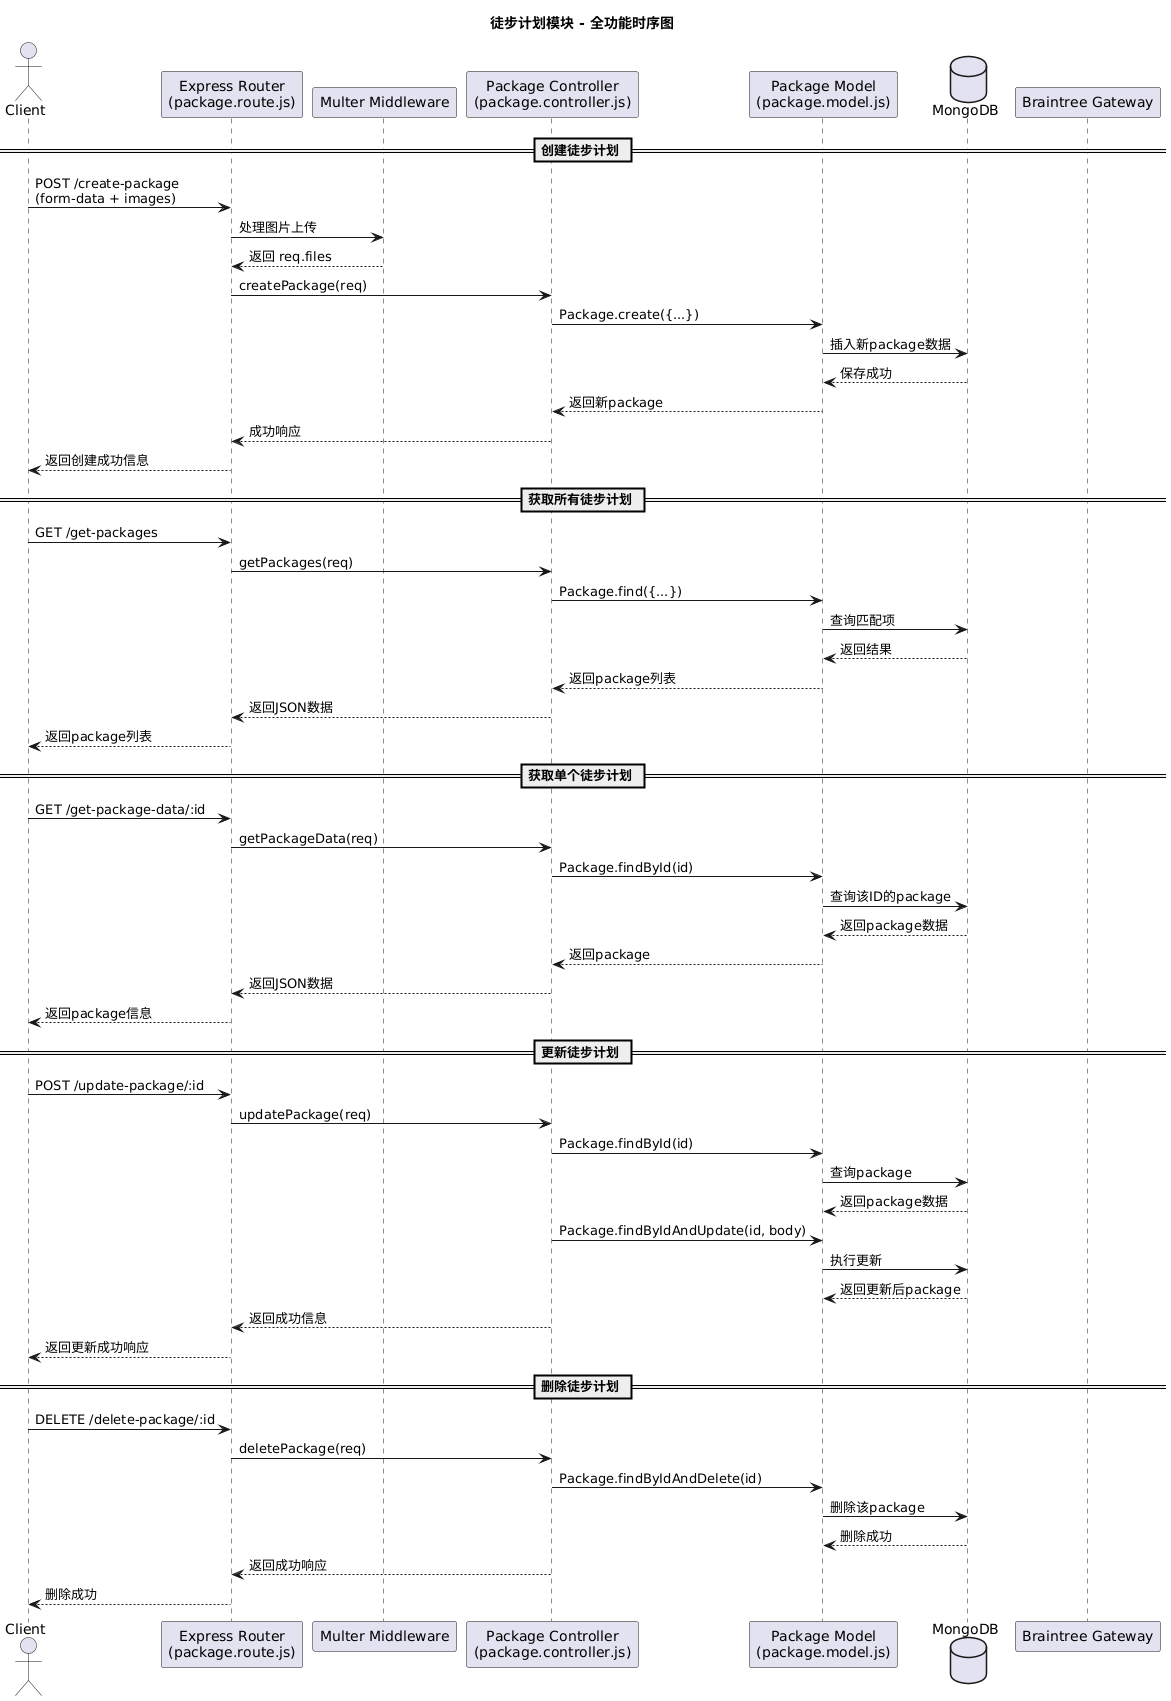 徒步计划模块 - 全功能时序图
Client
Express Router
(package.route.js)
Multer Middleware
Package Controller
(package.controller.js)
Package Model
(package.model.js)
MongoDB
Braintree Gateway
创建徒步计划
POST /create-package
(form-data + images)
处理图片上传
返回 req.files
createPackage(req)
Package.create({...})
插入新package数据
保存成功
返回新package
成功响应
返回创建成功信息
获取所有徒步计划
GET /get-packages
getPackages(req)
Package.find({...})
查询匹配项
返回结果
返回package列表
返回JSON数据
返回package列表
获取单个徒步计划
GET /get-package-data/:id
getPackageData(req)
Package.findById(id)
查询该ID的package
返回package数据
返回package
返回JSON数据
返回package信息
更新徒步计划
POST /update-package/:id
updatePackage(req)
Package.findById(id)
查询package
返回package数据
Package.findByIdAndUpdate(id, body)
执行更新
返回更新后package
返回成功信息
返回更新成功响应
删除徒步计划
DELETE /delete-package/:id
deletePackage(req)
Package.findByIdAndDelete(id)
删除该package
删除成功
返回成功响应
删除成功
Client
Express Router
(package.route.js)
Multer Middleware
Package Controller
(package.controller.js)
Package Model
(package.model.js)
MongoDB
Braintree Gateway